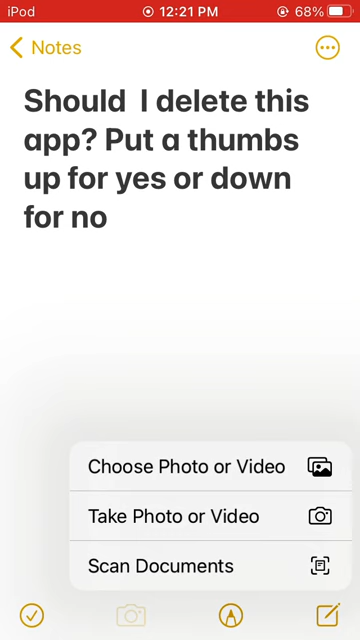 iPod 12:21 PM 68%
Notes
Should  I delete this
app? Put a thumbs
up for yes or down
for no
Choose Photo or Video
Take Photo or Video
Scan Documents